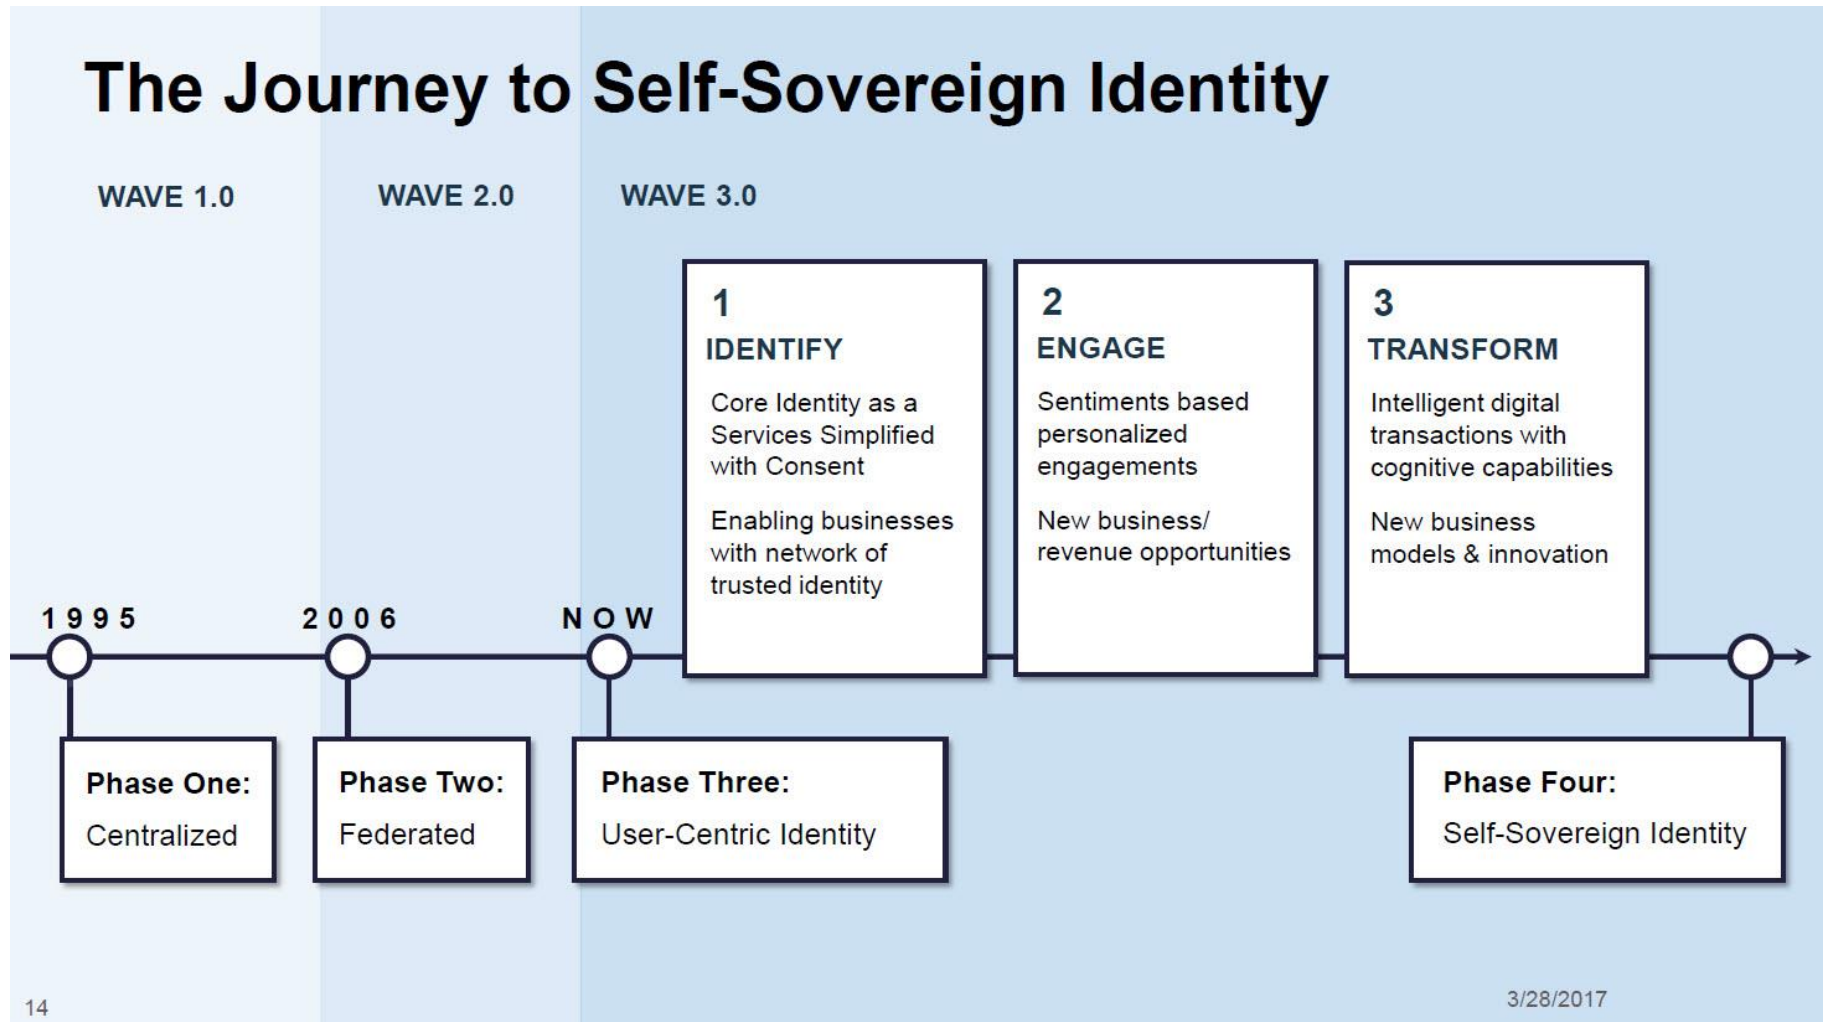 The Journey to Self-Sovereign Identity
WAVE 1.0
WAVE 2.0
WAVE 3.0
1
IDENTIFY
Core Identity as a
Services Simplified
with Consent
Enabling businesses
with network of
trusted identity
2
ENGAGE
Sentiments based
personalized
engagements
New business/
revenue opportunities
3
TRANSFORM
Intelligent digital
transactions with
cognitive capabilities
New business
models & innovation
1995
2006
NOW
Phase One:
Centralized
Phase Two:
Federated
Phase Three:
User-Centric Identity
Phase Four:
Self-Sovereign Identity
14
3/28/2017